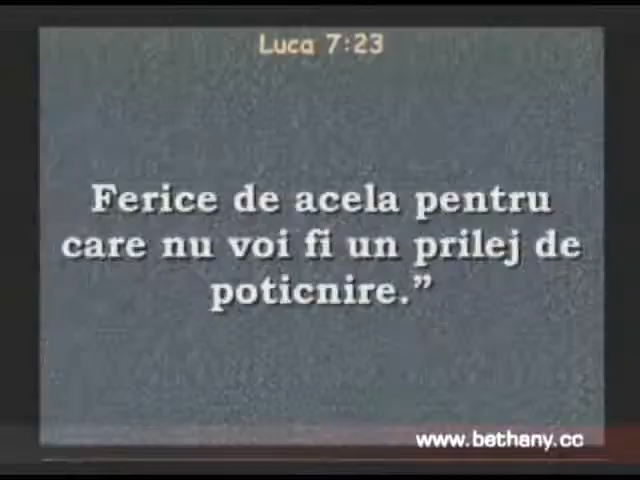 Luca 7:23
Ferice de acela pentru
care nu voi fi un prilej de
poticnire.”
www.bethany.cc